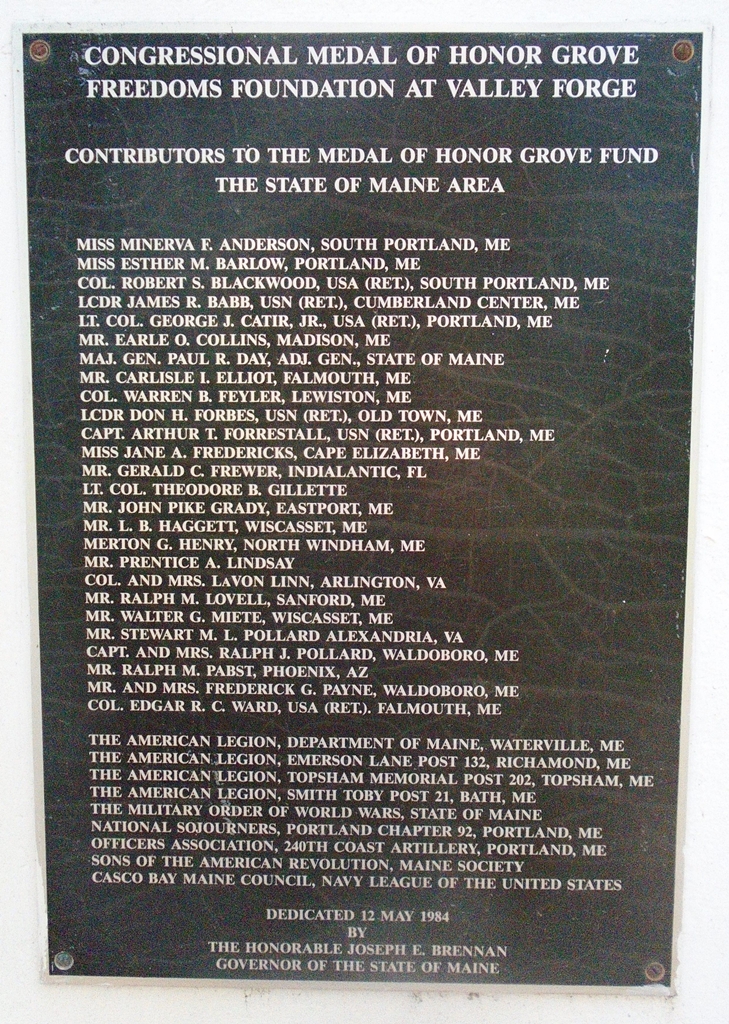 CONGRESSIONAL MEDAL OF HONOR GROVE
FREEDOMS FOUNDATION AT VALLEY FORGE
CONTRIBUTORS TO THE MEDAL OF HONOR GROVE FUND
THE STATE OF MAINE AREA
MISS MINERVA F. ANDERSON, SOUTH PORTLAND, ME
MISS ESTHER M. BARLOW, PORTLAND, ME
COL. ROBERT S. BLACKWOOD, USA (RET.), SOUTH PORTLAND, ME
LCDR JAMES R. BABB, USN (RET.), CUMBERLAND CENTER, ME
LT. COL. GEORGE J. CATIR, JR., USA (RET.), PORTLAND, ME
MR. EARLE O. COLLINS, MADISON, ME
MAJ. GEN. PAUL R. DAY, ADJ. GEN., STATE OF MAINE
MR. CARLISLE I. ELLIOT, FALMOUTH, ME
COL. WARREN B. FEYLER, LEWISTON, ME
LCDR DON H. FORBES, USN (RET.), OLD TOWN, ME
CAPT. ARTHUR T. FORRESTALL, USN (RET.), PORTLAND, ME
MISS JANE A. FREDERICKS, CAPE ELIZABETH, ME
MR. GERALD C. FREWER, INDIALANTIC, FL
LT. COL. THEODORE B. GILLETTE
MR. JOHN PIKE GRADY, EASTPORT, ME
MR. L. B. HAGGETT, WISCASSET, ME
MERTON G. HENRY, NORTH WINDHAM, ME
MR. PRENTICE A. LINDSAY
COL. AND MRS. LAVON LINN, ARLINGTON, VA
MR. RALPH M. LOVELL, SANFORD, ME
MR. WALTER G. MIETE, WISCASSET, ME
MR. STEWART M. L. POLLARD ALEXANDRIA, VA
CAPT. AND MRS. RALPH J. POLLARD, WALDOBORO, ME
MR. RALPH M. PABST, PHOENIX, AZ
MR. AND MRS. FREDERICK G. PAYNE, WALDOBORO, ME
COL. EDGAR R. C. WARD, USA (RET.). FALMOUTH, ME
THE AMERICAN LEGION, DEPARTMENT OF MAINE, WATERVILLE, ME
THE AMERICAN LEGION, EMERSON LANE POST 132, RICHAMOND, ME
THE AMERICAN LEGION, TOPSHAM MEMORIAL POST 202, TOPSHAM, ME
THE AMERICAN LEGION, SMITH TOBY POST 21, BATH, ME
THE MILITARY ORDER OF WORLD WARS, STATE OF MAINE
NATIONAL SOJOURNERS, PORTLAND CHAPTER 92, PORTLAND, ME
OFFICERS ASSOCIATION, 240TH COAST ARTILLERY, PORTLAND, ME
SONS OF THE AMERICAN REVOLUTION, MAINE SOCIETY
CASCO BAY MAINE COUNCIL, NAVY LEAGUE OF THE UNITED STATES
DEDICATED 12 MAY 1984
BY
THE HONORABLE JOSEPH E. BRENNAN
GOVERNOR OF THE STATE OF MAINE